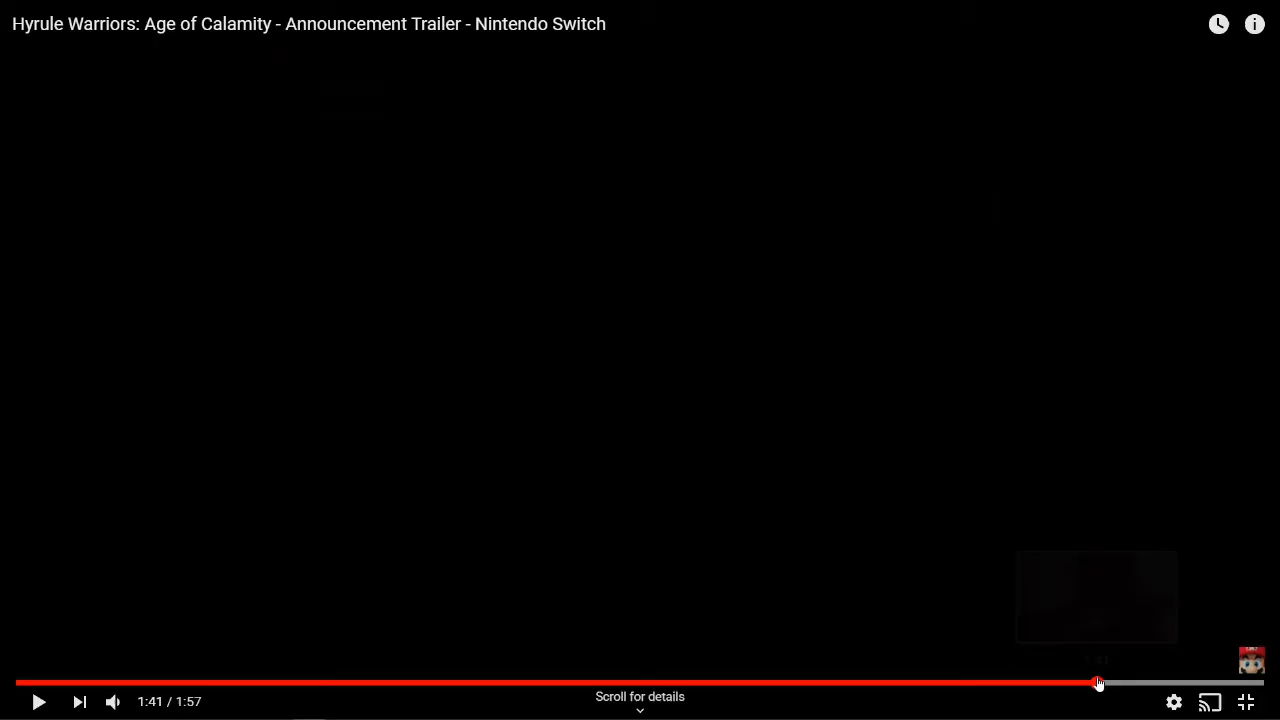 Hyrule Warriors: Age of Calamity - Announcement Trailer - Nintendo Switch
1:41 / 1:57
Scroll for details